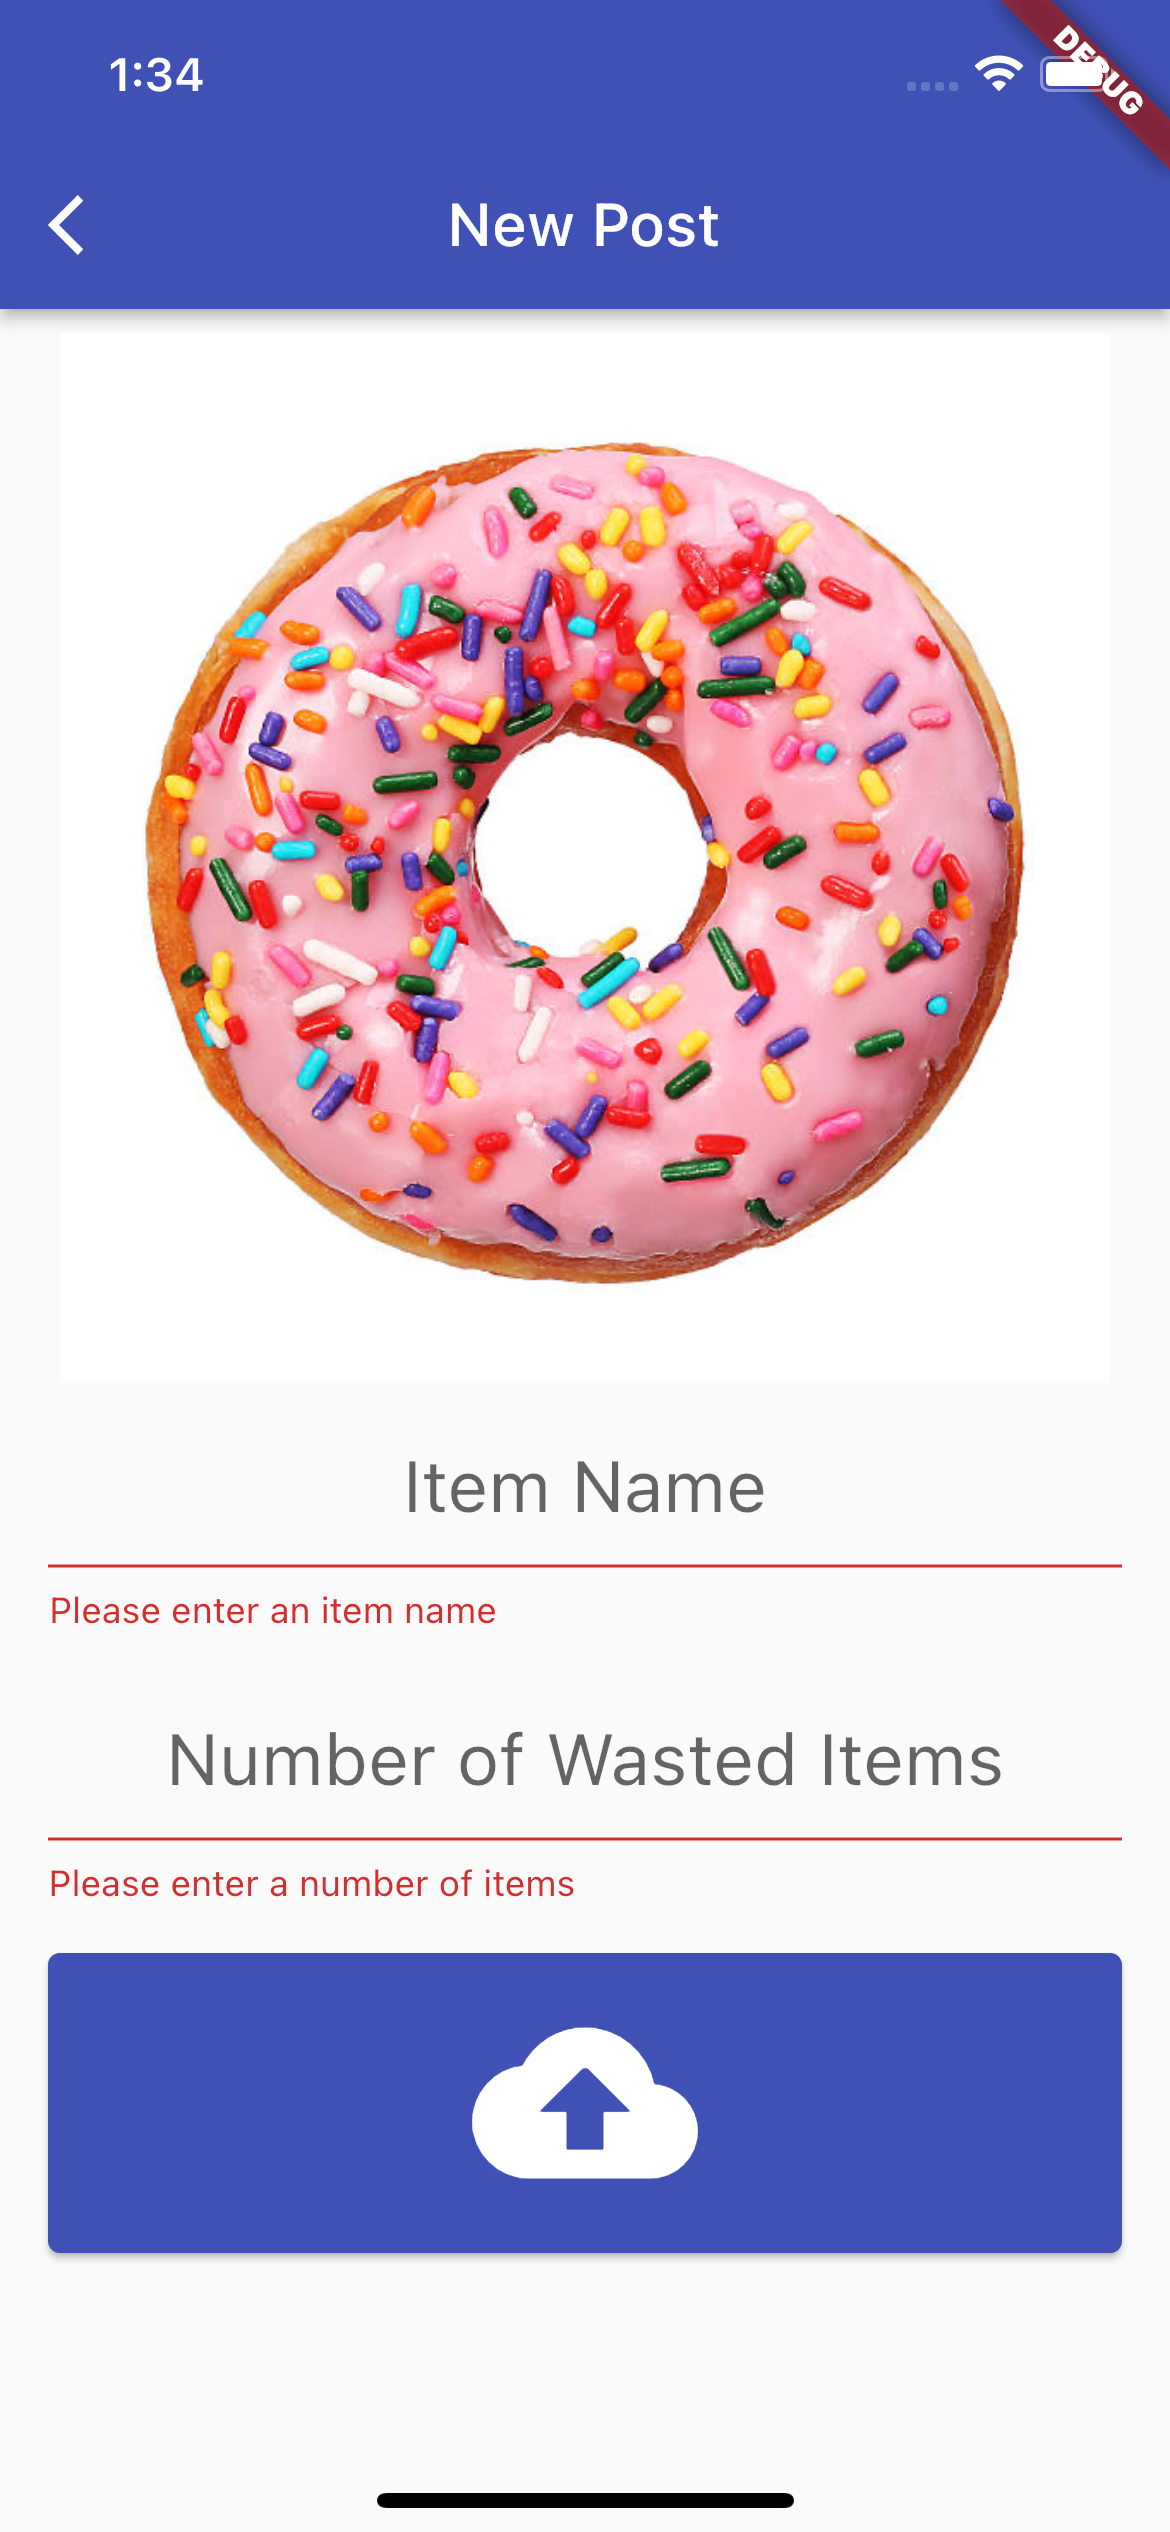 1:34
DEBUG
New Post
Item Name
Please enter an item name
Number of Wasted Items
Please enter a number of items